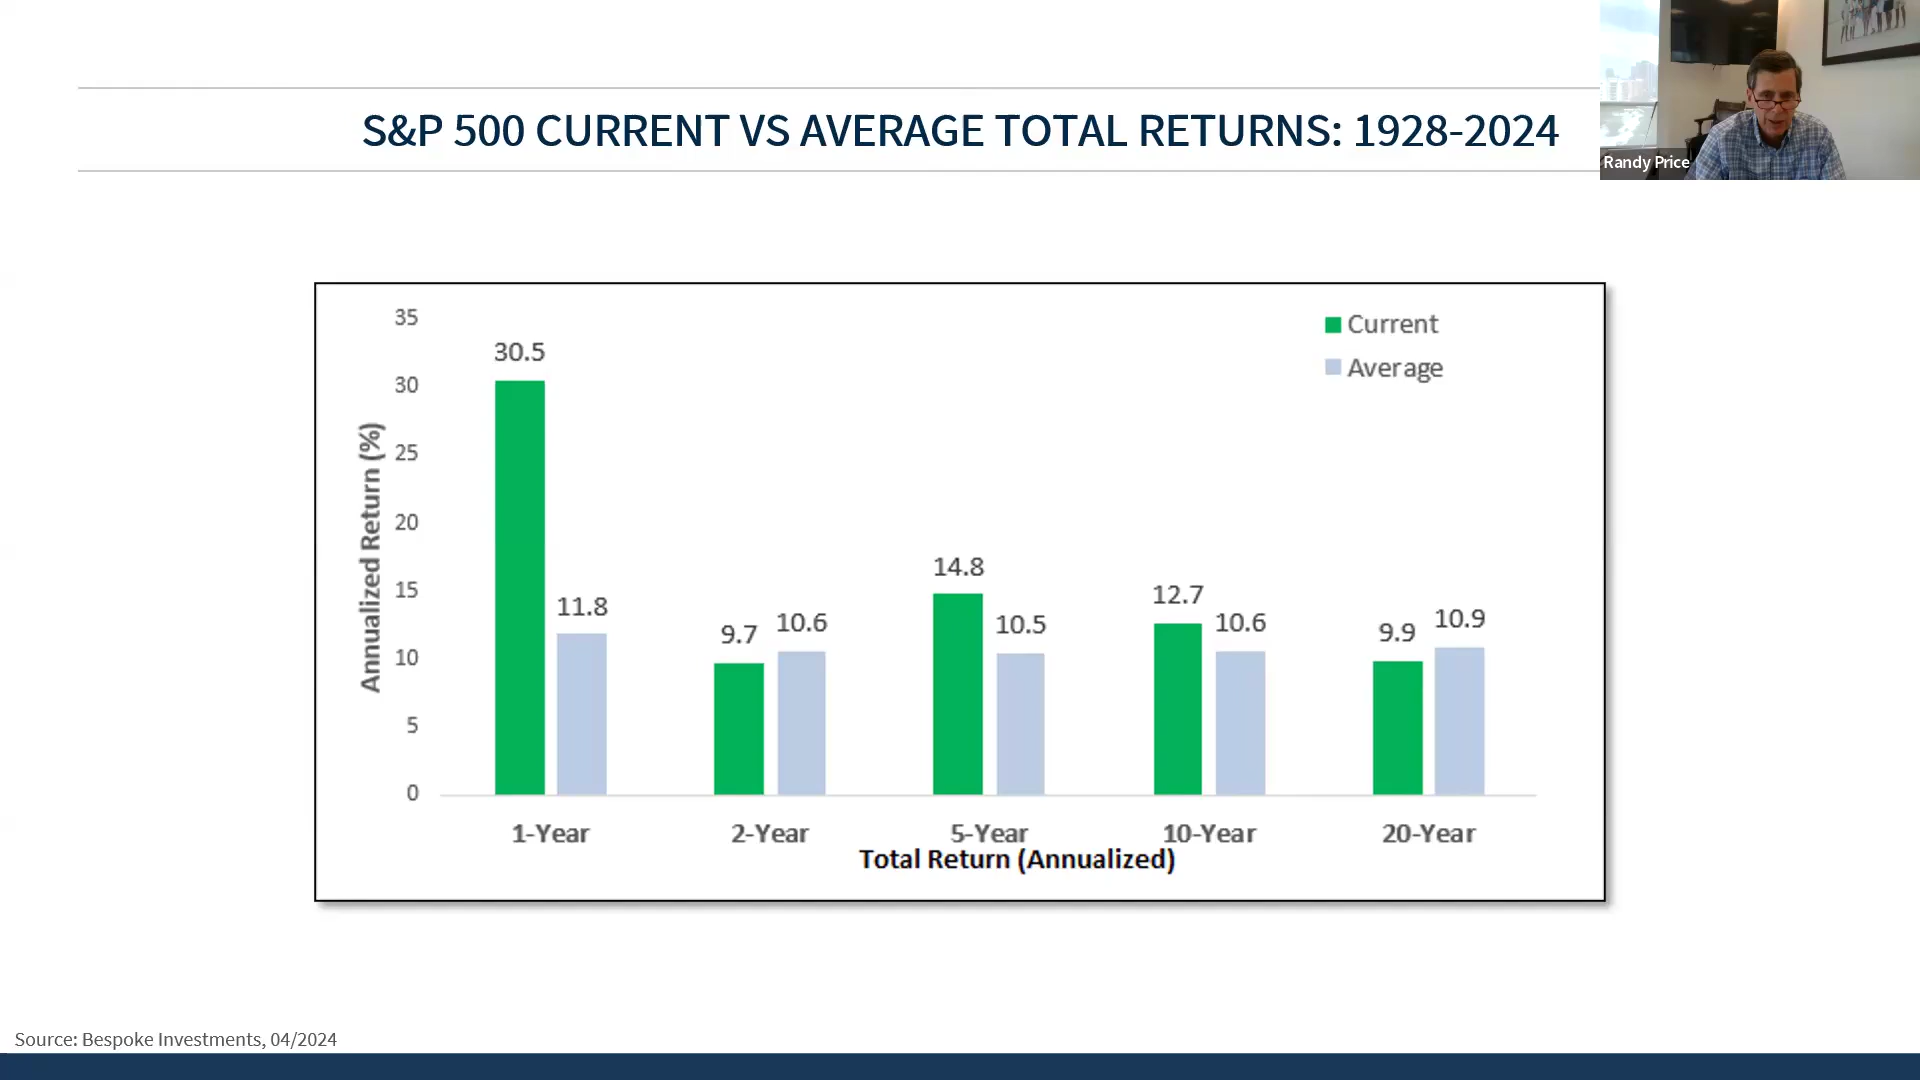 S&P 500 CURRENT VS AVERAGE TOTAL RETURNS: 1928-2024
Randy Price
35
30
25
20
15
10
5
0
Annualized Return (%)
Current
Average
30.5
11.8
9.7
10.6
14.8
10.5
12.7
10.6
9.9
10.9
1-Year
2-Year
5-Year
10-Year
20-Year
Total Return (Annualized)
Source: Bespoke Investments, 04/2024